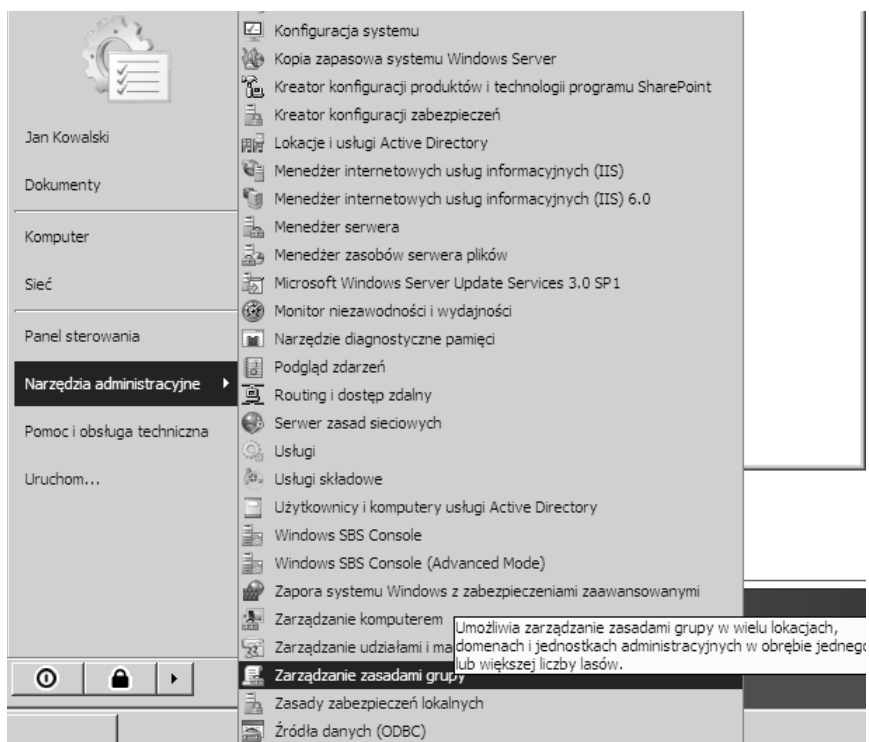 Jan Kowalski
Dokumenty
Komputer
Sieć
Panel sterowania
Narzędzia administracyjne
Pomoc i obsługa techniczna
Uruchom...
Konfiguracja systemu
Kopia zapasowa systemu Windows Server
Kreator konfiguracji produktów i technologii programu SharePoint
Kreator konfiguracji zabezpieczeń
Lokacje i usługi Active Directory
Menedżer internetowych usług informacyjnych (IIS)
Menedżer internetowych usług informacyjnych (IIS) 6.0
Menedżer serwera
Menedżer zasobów serwera plików
Microsoft Windows Server Update Services 3.0 SP1
Monitor niezawodności i wydajności
Narzędzie diagnostyczne pamięci
Podgląd zdarzeń
Routing i dostęp zdalny
Serwer zasad sieciowych
Usługi
Usługi składowe
Użytkownicy i komputery usługi Active Directory
Windows SBS Console
Windows SBS Console (Advanced Mode)
Zapora systemu Windows z zabezpieczeniami zaawansowanymi
Zarządzanie komputerem
Zarządzanie udziałami i ma
Zarządzanie zasadami grupy
Zasady zabezpieczeń lokalnych
Źródła danych (ODBC)
Umożliwia zarządzanie zasadami grupy w wielu lokacjach,
domenach i jednostkach administracyjnych w obrębie jednego
lub większej liczby lasów.